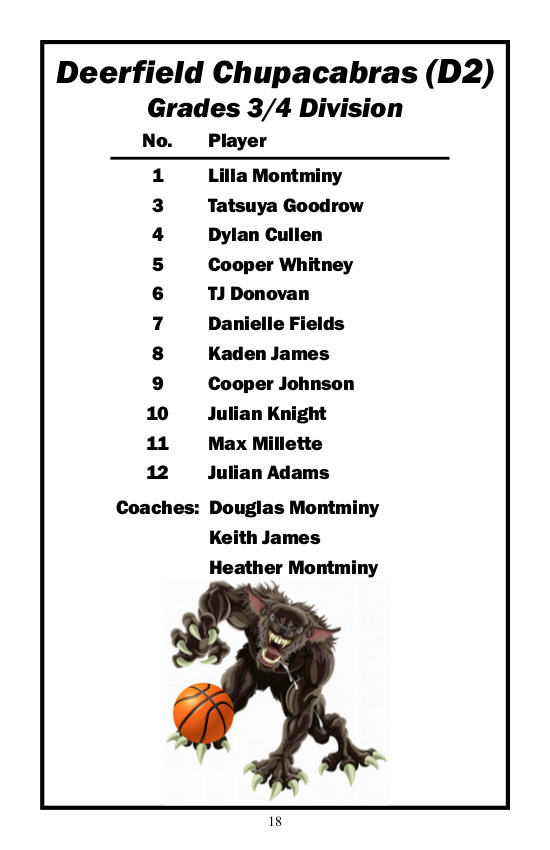 Deerfield Chupacabras (D2)
Grades 3/4 Division
No. Player
1 Lilla Montminy
3 Tatsuya Goodrow
4 Dylan Cullen
5 Cooper Whitney
6 TJ Donovan
7 Danielle Fields
8 Kaden James
9 Cooper Johnson
10 Julian Knight
11 Max Millette
12 Julian Adams
Coaches: Douglas Montminy
Keith James
Heather Montminy
18